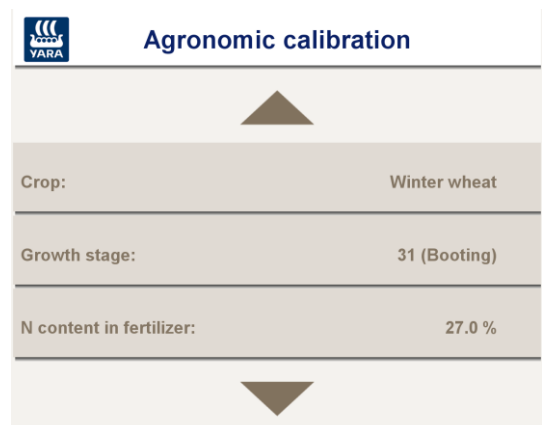 YARA
Agronomic calibration
Crop: Winter wheat
Growth stage: 31 (Booting)
N content in fertilizer: 27.0 %